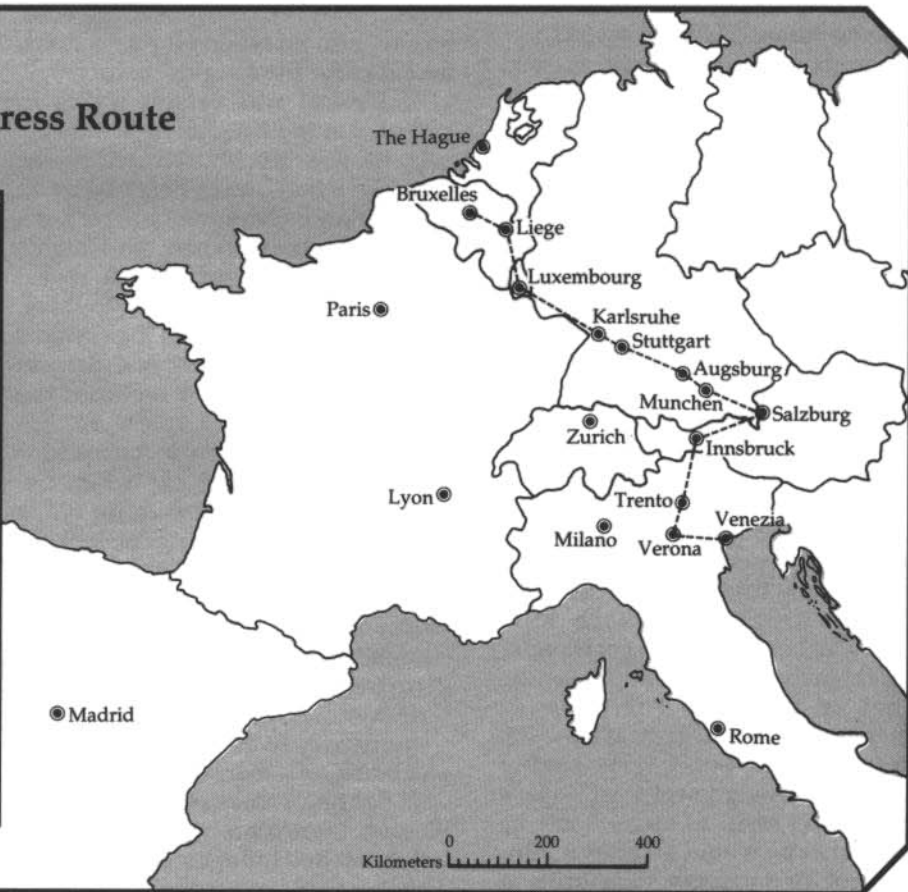 ress Route
The Hague
Bruxelles
Liege
Luxembourg
Paris
Karlsruhe
Stuttgart
Augsburg
Munchen
Salzburg
Zurich
Innsbruck
Lyon
Trento
Milano
Verona
Venezia
Madrid
Rome
0 200 400
Kilometers